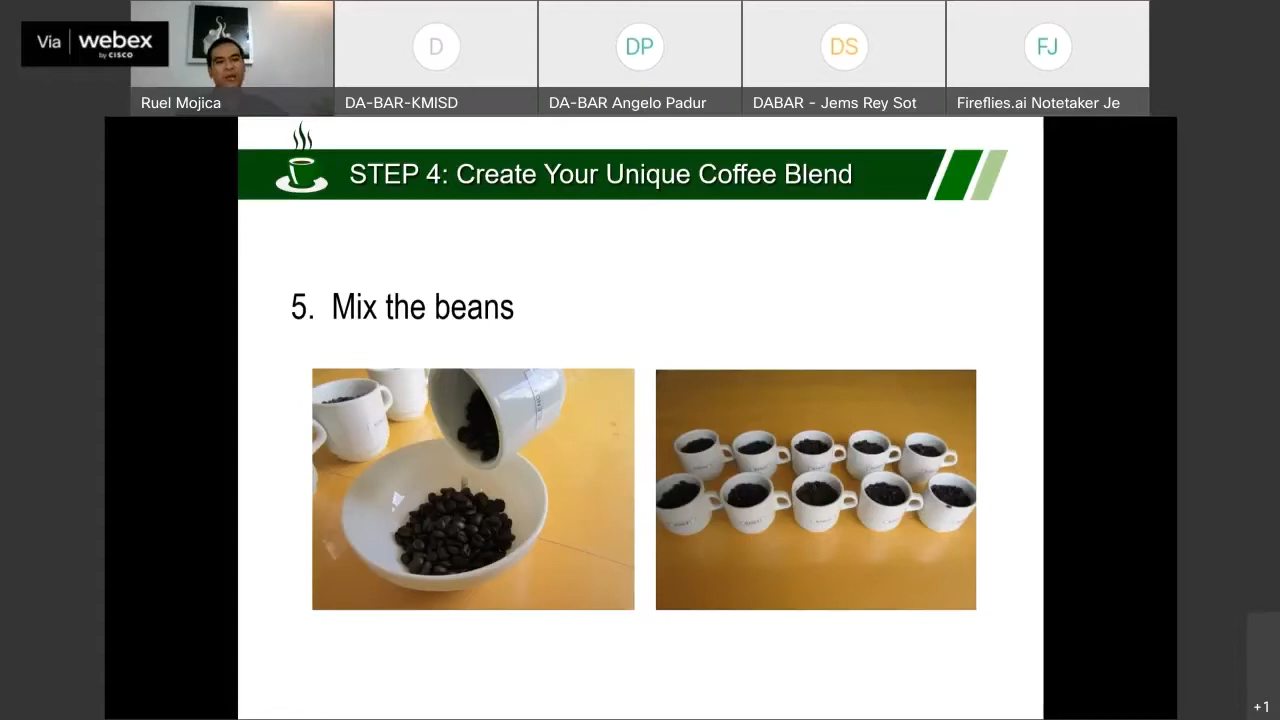 Via webex
by CISCO
Ruel Mojica
DA-BAR-KMISD
DA-BAR Angelo Padur
DABAR - Jems Rey Sot
Fireflies.ai Notetaker Je
D
DP
DS
FJ
STEP 4: Create Your Unique Coffee Blend
5. Mix the beans
+1